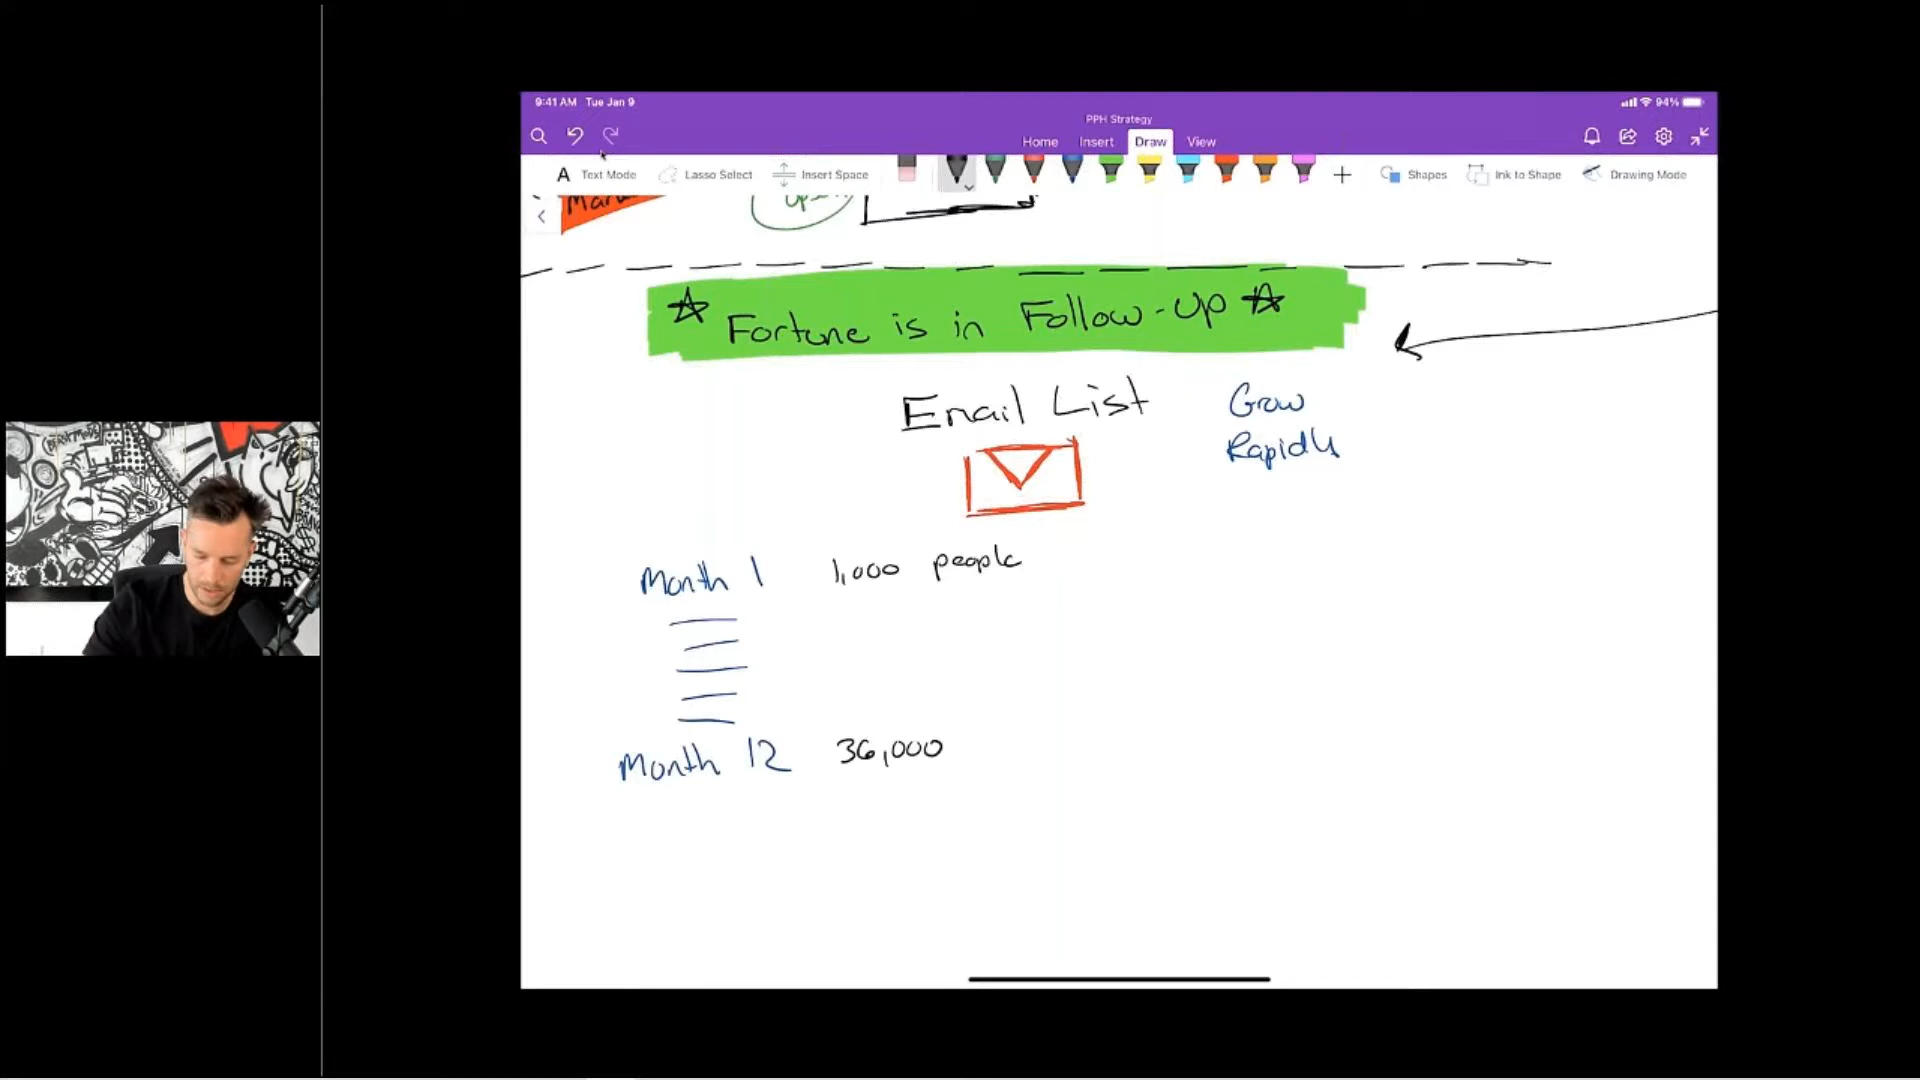 9:41 AM Tue Jan 9
94%
PPH Strategy
Home Insert Draw View
A Text Mode Lasso Select Insert Space Shapes Ink to Shape Drawing Mode
☆ Fortune is in Follow-Up ☆
Email List
Grow
Rapidly
Month 1 1,000 people
Month 12 36,000